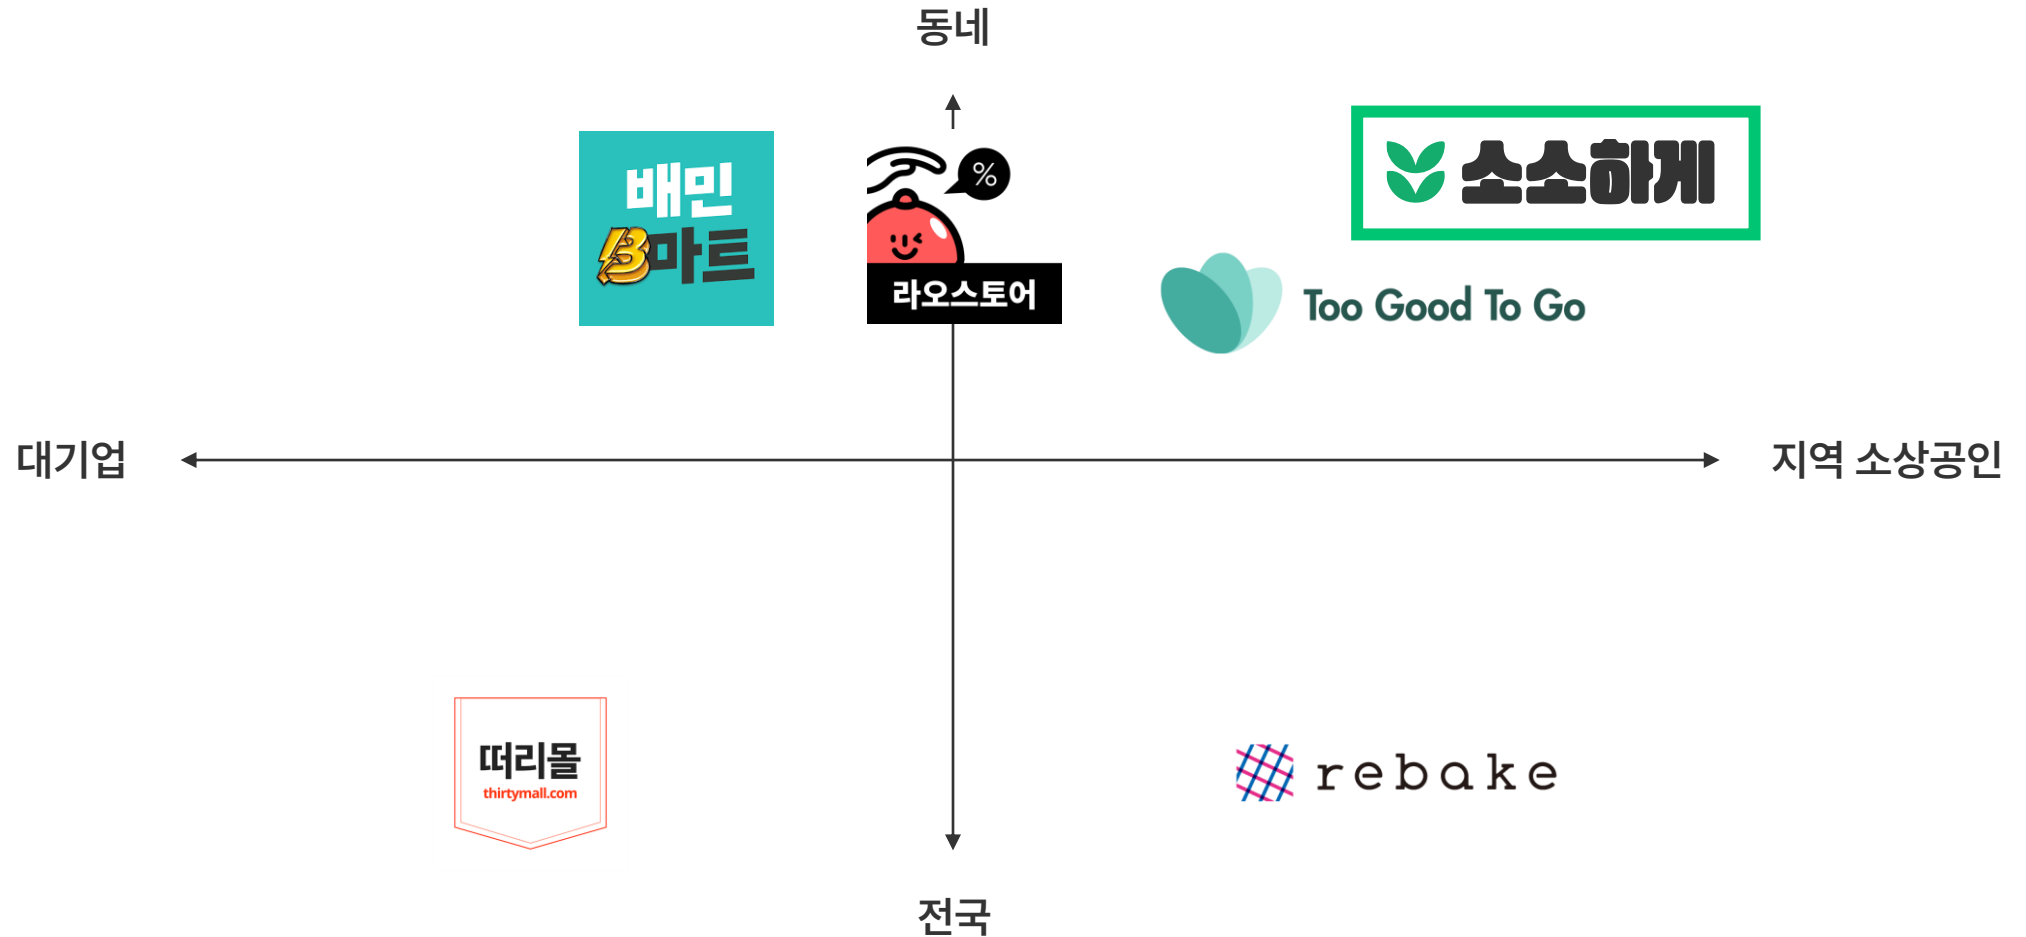 동네
배민
B마트
%
라오스토어
소소하게
Too Good To Go
대기업
지역 소상공인
떠리몰
thirtymall.com
rebake
전국